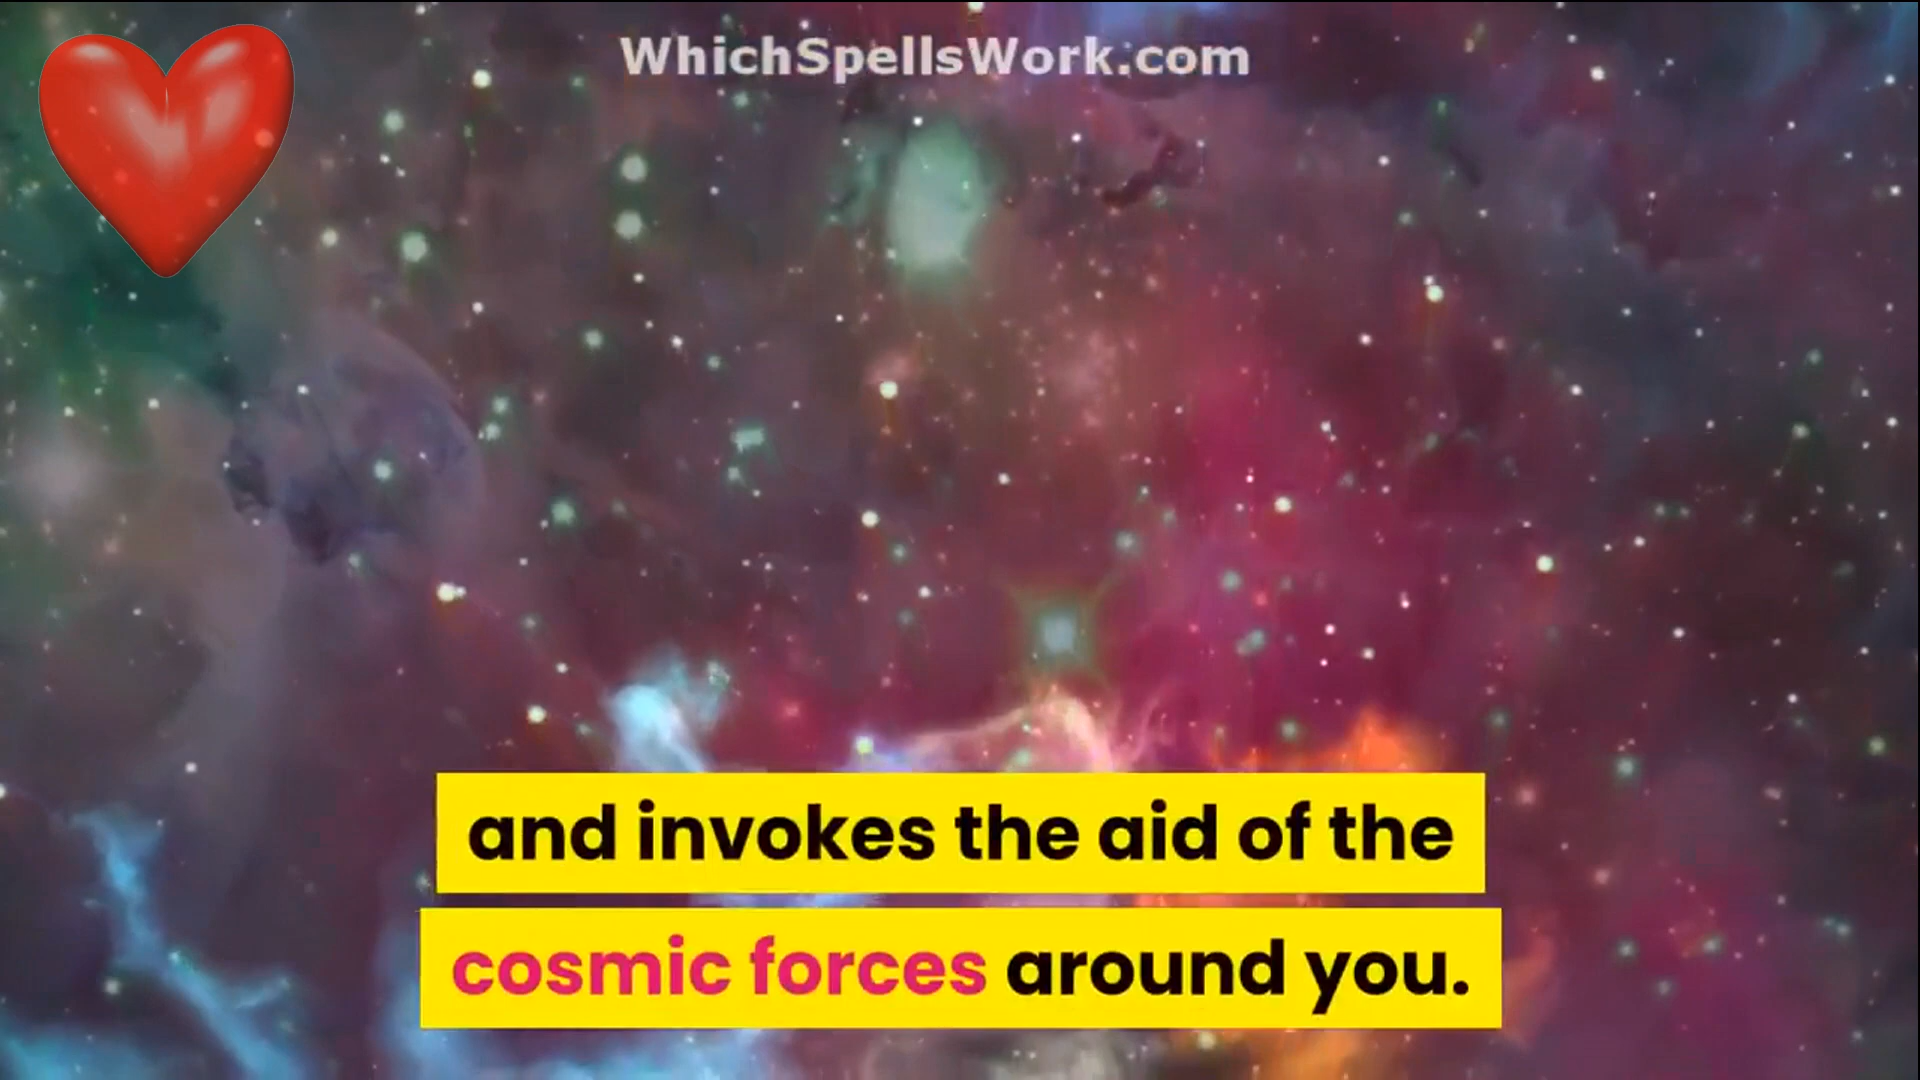 WhichSpellsWork.com
and invokes the aid of the
cosmic forces around you.